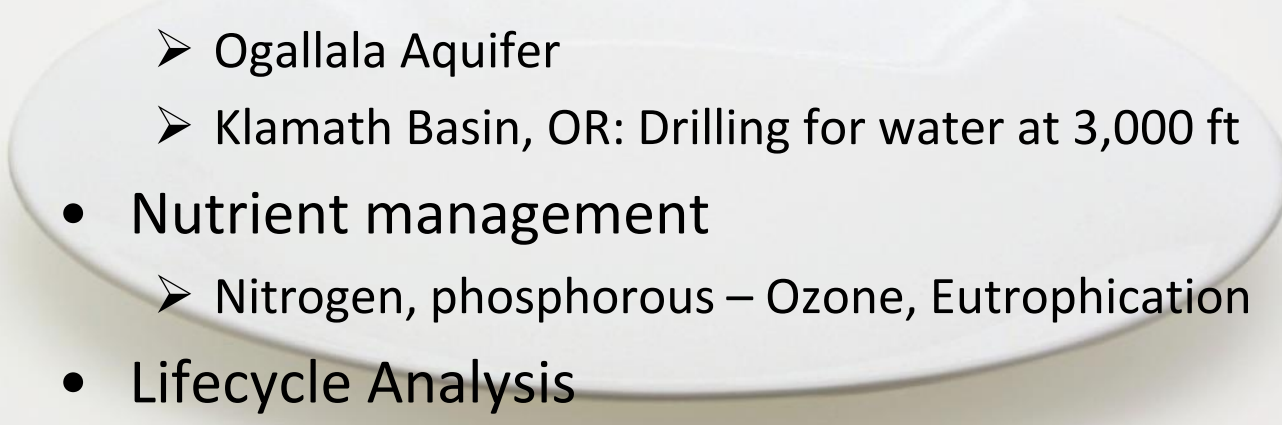 ➢ Ogallala Aquifer
➢ Klamath Basin, OR: Drilling for water at 3,000 ft
• Nutrient management
➢ Nitrogen, phosphorous – Ozone, Eutrophication
• Lifecycle Analysis